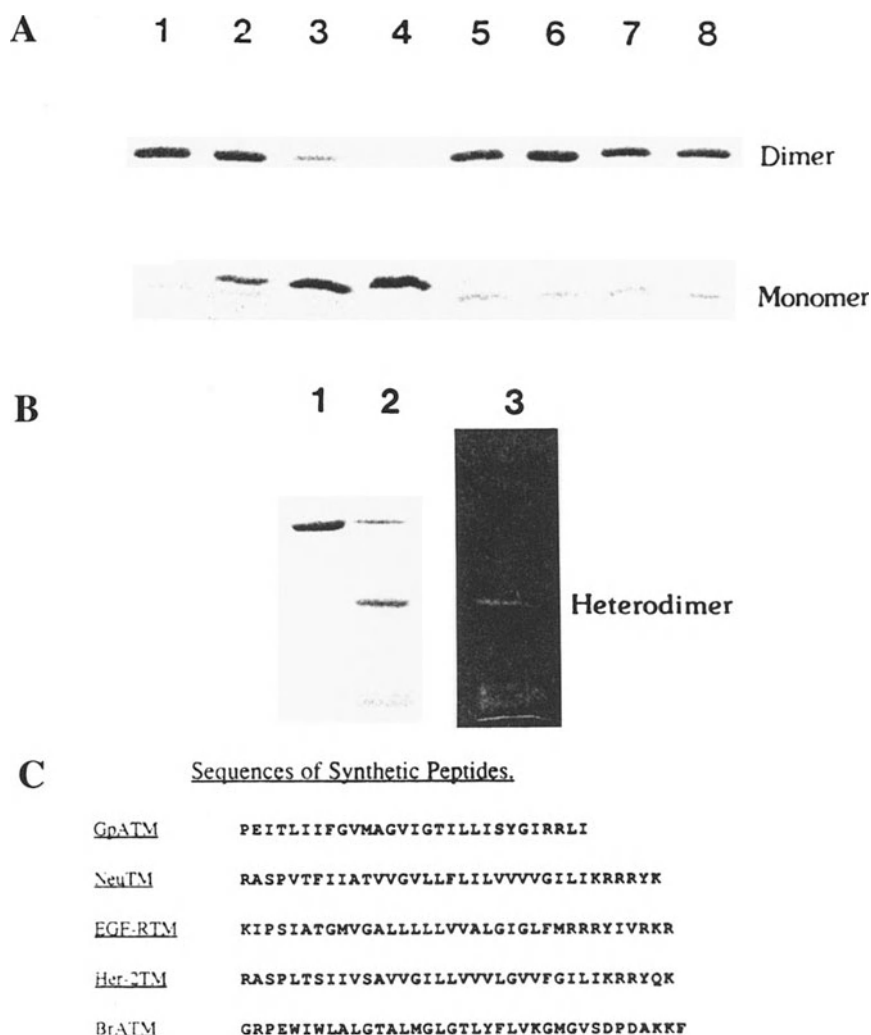 A
1 2 3 4 5 6 7 8
Dimer
Monomer
B
1 2 3
Heterodimer
C
Sequences of Synthetic Peptides.
GpATM PEITLIIFGVMAGVIGTILLISYGIRRLI
NeuTM RASPVTFIIATVVGVLLFLILVVVVGILIKRRRYK
EGF-RTM KIPSIATGMVGALLLLLVVALGIGLFMRRRYIVRKR
Her-2TM RASPLTSIIVSAVVGILLVVVLGVVFGILIKRRYQK
BrATM GRPEWIWLALGTALMGLGTLYFLVKGMGVSDPDAKKF